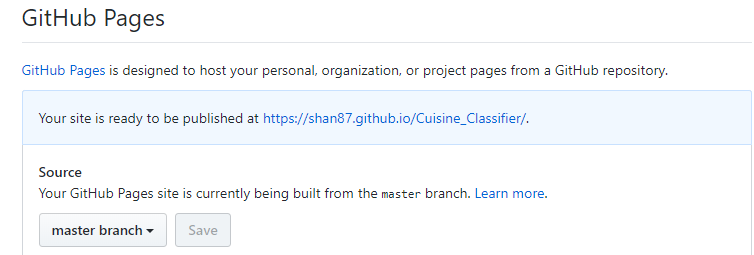 GitHub Pages
GitHub Pages is designed to host your personal, organization, or project pages from a GitHub repository.
Your site is ready to be published at https://shan87.github.io/Cuisine_Classifier/.
Source
Your GitHub Pages site is currently being built from the master branch. Learn more.
master branch Save